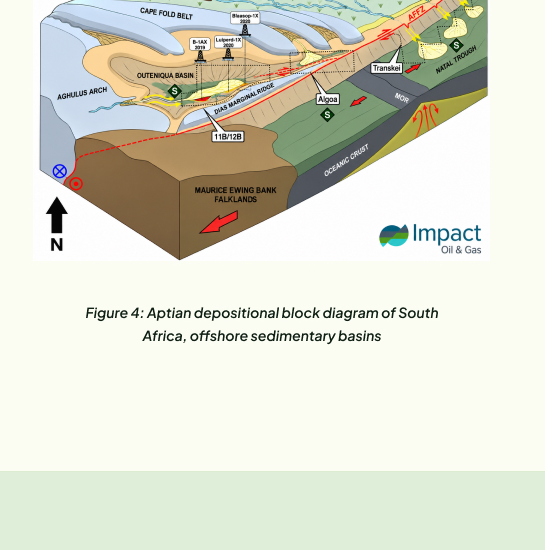 CAPE FOLD BELT
Blaasop-1X
2020
B-1AX
2019
Luiperd-1X
2020
AFFZ
S
Transkei
NATAL TROUGH
OUTENIQUA BASIN
S
AGHULUS ARCH
DIAS MARGINAL RIDGE
Algoa
MOR
S
11B/12B
OCEANIC CRUST
MAURICE EWING BANK
FALKLANDS
N
Impact
Oil & Gas
Figure 4: Aptian depositional block diagram of South
Africa, offshore sedimentary basins